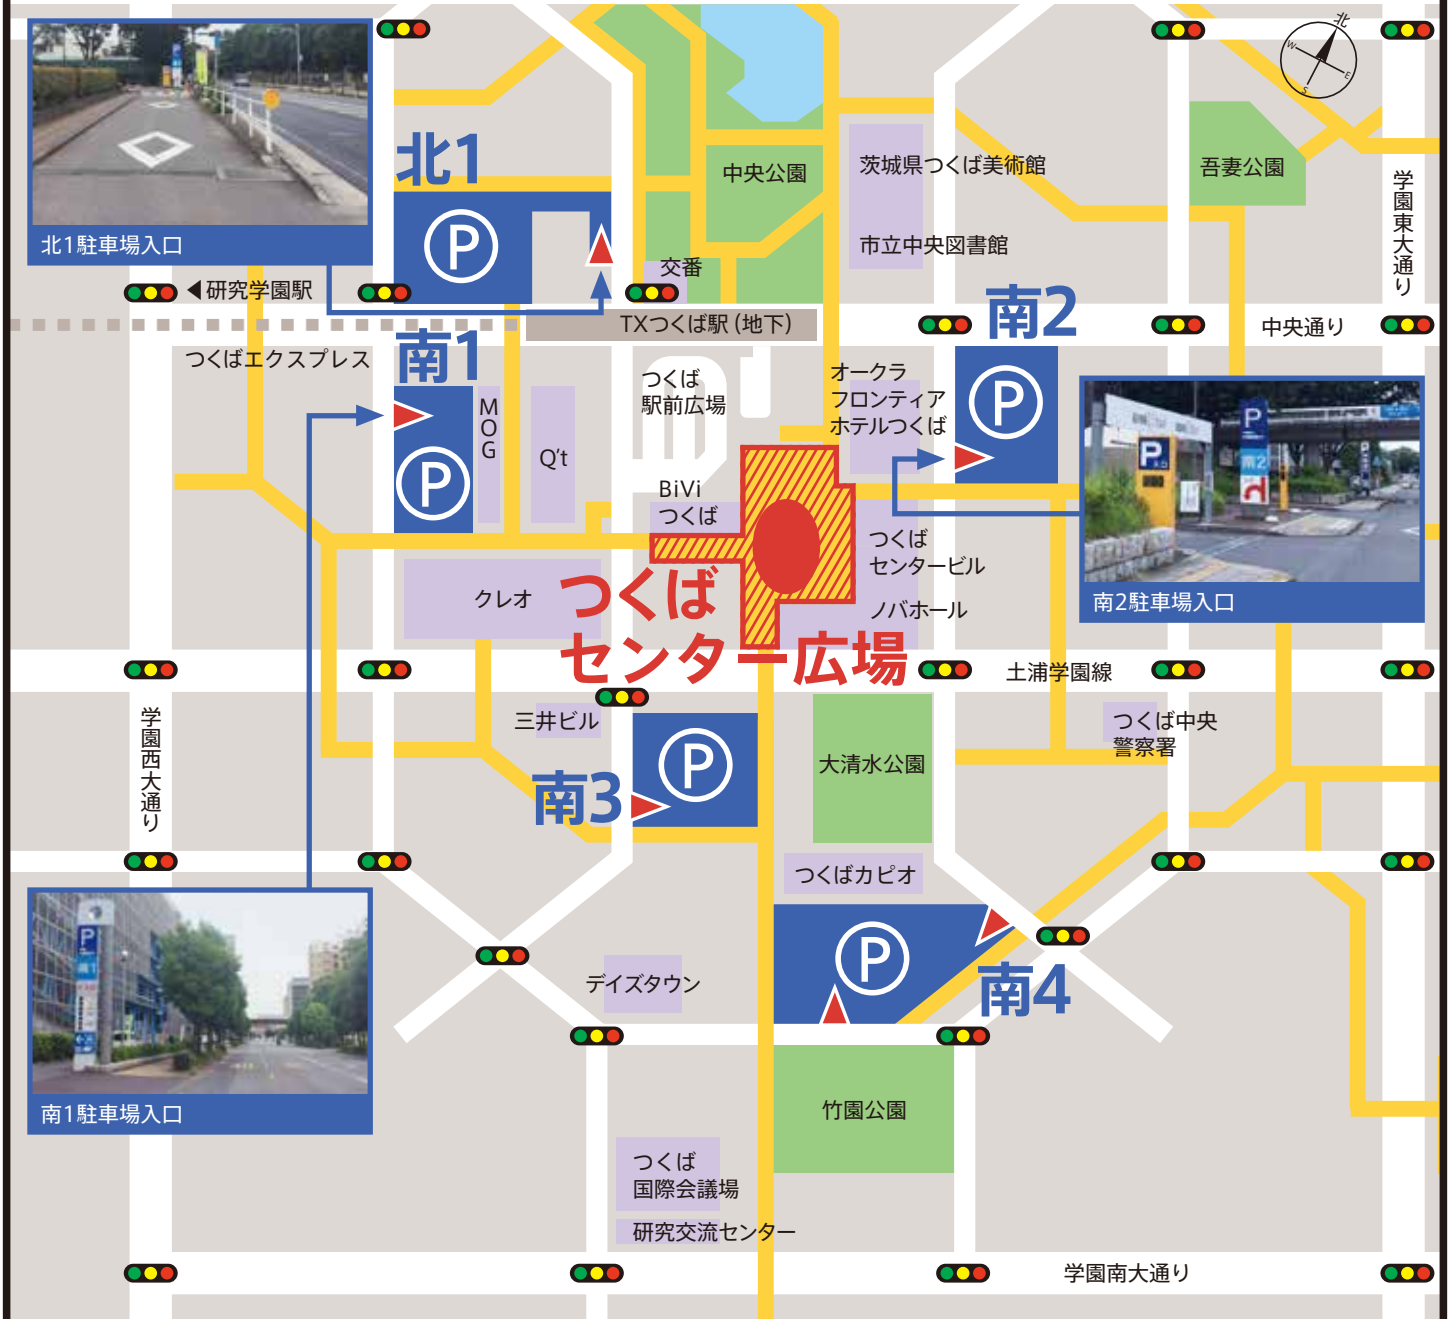 北
W
E
S
北1
P
北1駐車場入口
中央公園
茨城県つくば美術館
市立中央図書館
吾妻公園
学園東大通り
交番
◀研究学園駅
TXつくば駅（地下）
南2
中央通り
つくばエクスプレス
南1
P
MOG
Q't
つくば
駅前広場
オークラ
フロンティア
ホテルつくば
P
P
南2
BiVi
つくば
つくば
センタービル
ノバホール
南2駐車場入口
クレオ
つくば
センター広場
土浦学園線
三井ビル
つくば中央
警察署
学園西大通り
南3
P
大清水公園
つくばカピオ
P
南4
デイズタウン
P
南1
南1駐車場入口
竹園公園
つくば
国際会議場
研究交流センター
学園南大通り